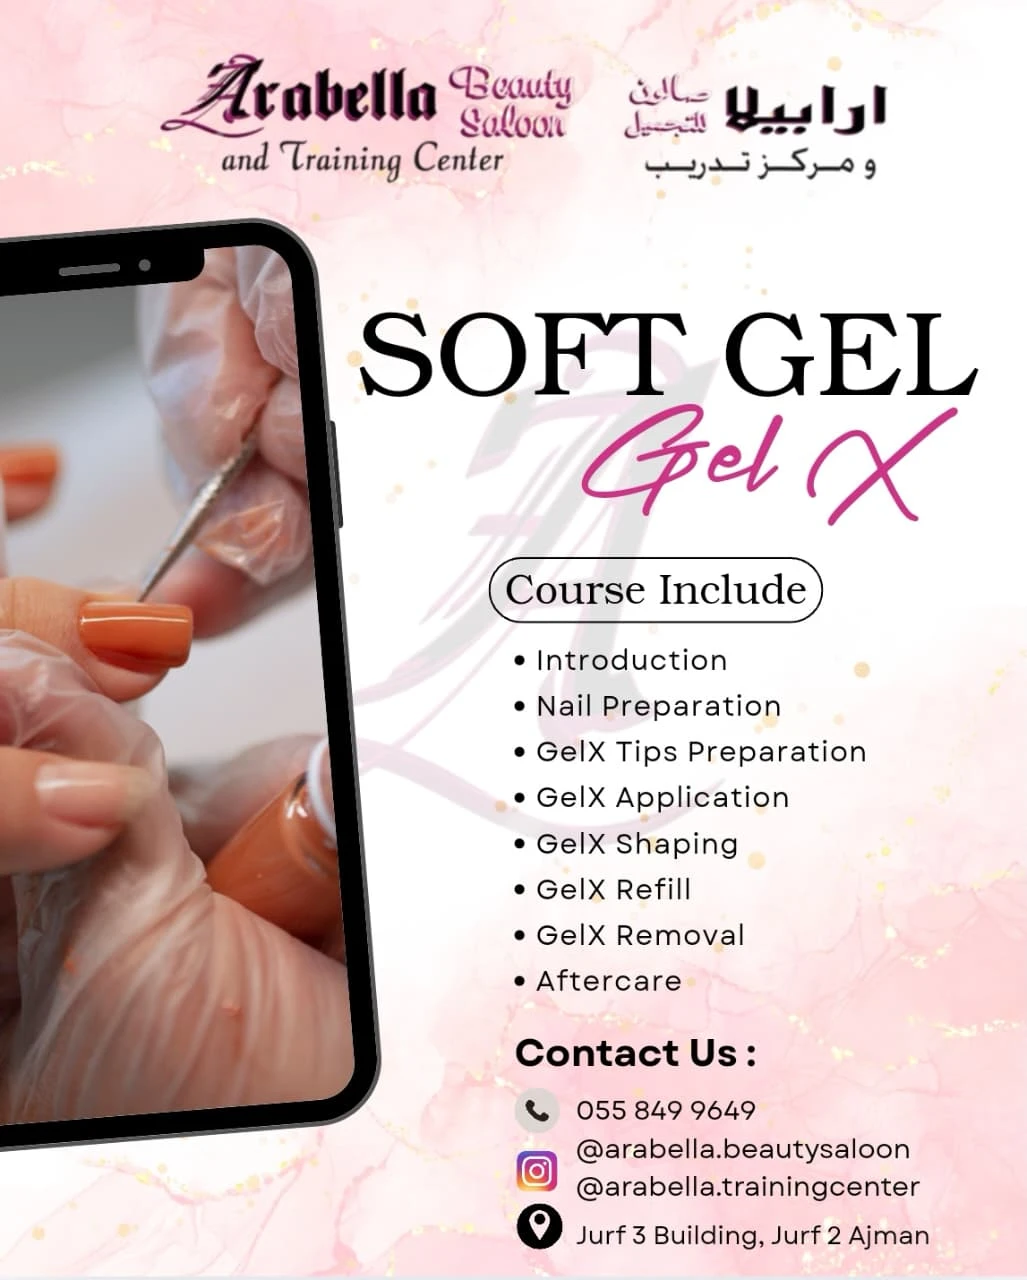 Arabella Beauty Saloon
and Training Center
ارابيلا صالون للتجميل
و مركز تدريب
SOFT GEL
Gel X
Course Include
• Introduction
• Nail Preparation
• GelX Tips Preparation
• GelX Application
• GelX Shaping
• GelX Refill
• GelX Removal
• Aftercare
Contact Us :
055 849 9649
@arabella.beautysaloon
@arabella.trainingcenter
Jurf 3 Building, Jurf 2 Ajman